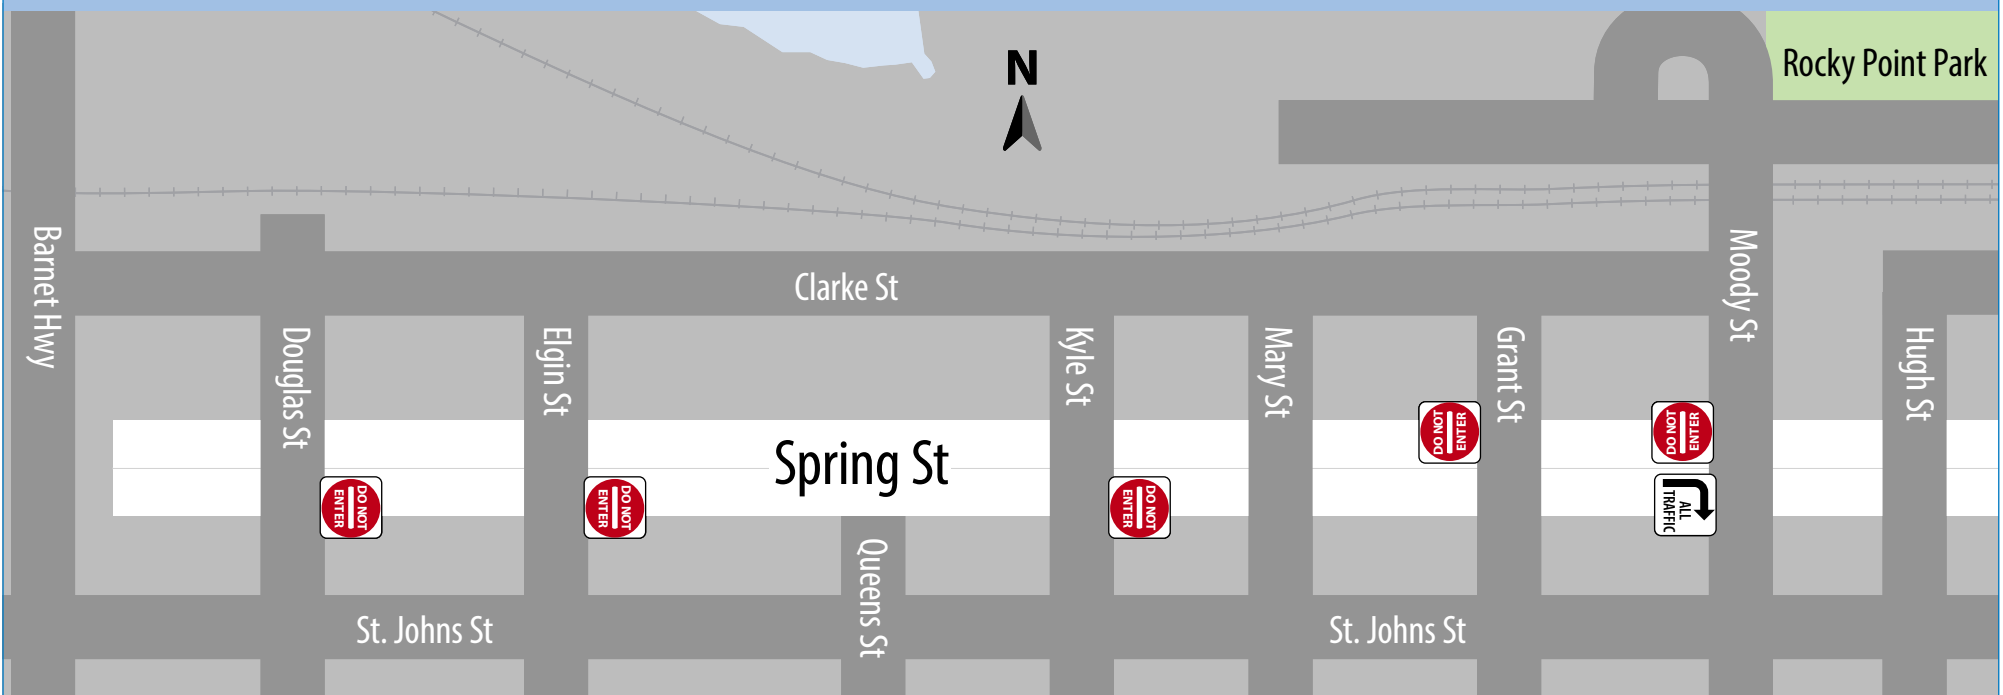 N
Rocky Point Park
Barnet Hwy
Clarke St
Moody St
Douglas St
Elgin St
Kyle St
Mary St
Grant St
Hugh St
DO NOT
ENTER
DO NOT
ENTER
Spring St
DO NOT
ENTER
DO NOT
ENTER
DO NOT
ENTER
ALL
TRAFFIC
Queens St
St. Johns St
St. Johns St